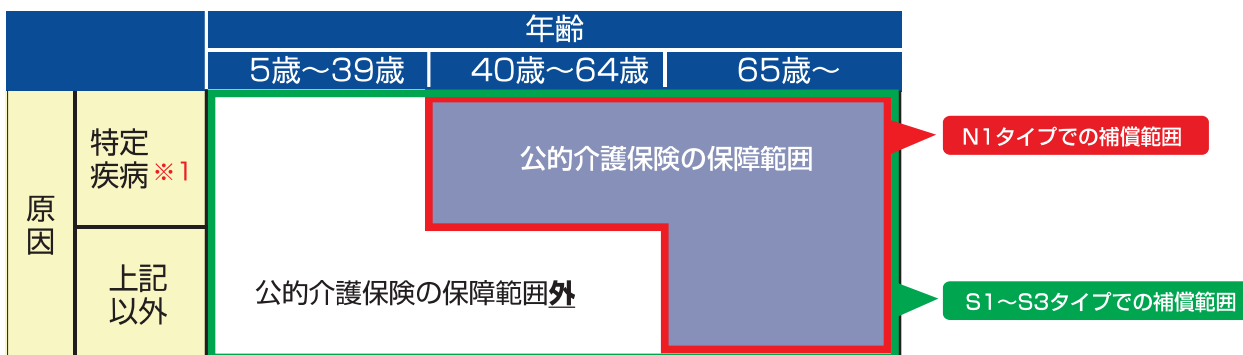 年齢
5歳～39歳
40歳～64歳
65歳～
原因
特定
疾病※1
公的介護保険の保障範囲
N1タイプでの補償範囲
上記
以外
公的介護保険の保障範囲外
S1～S3タイプでの補償範囲